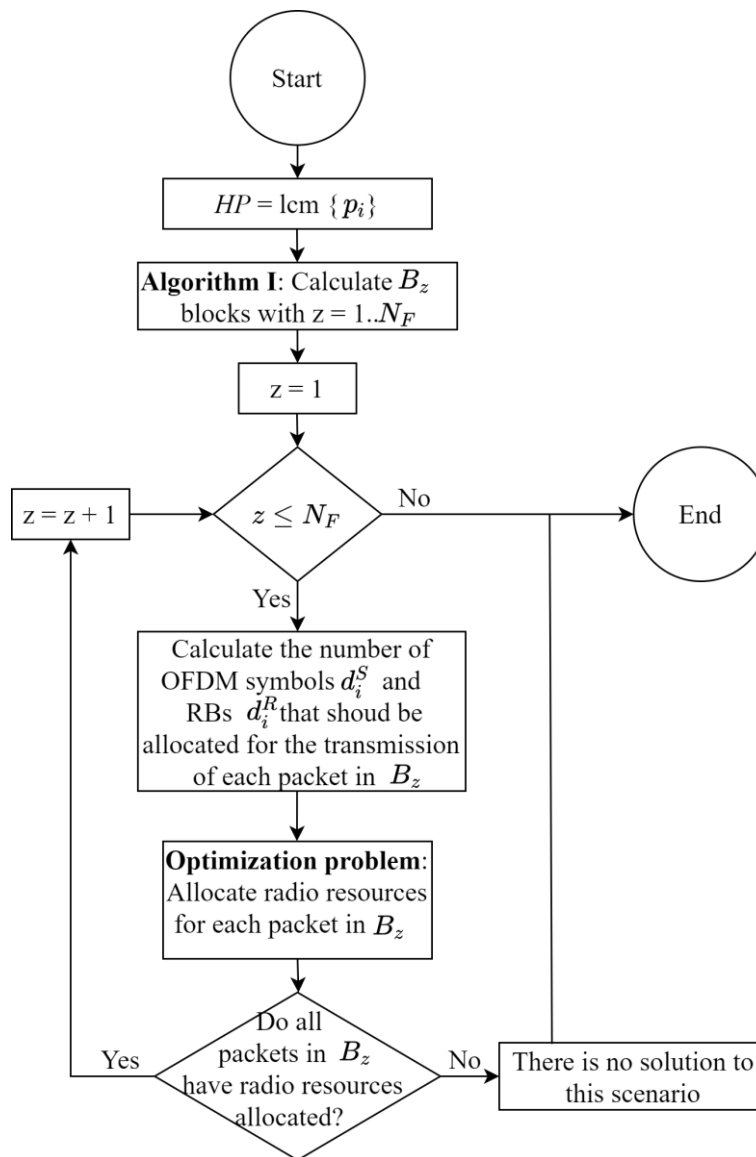 Start
HP = lcm {p_i}
Algorithm I: Calculate B_z
blocks with z = 1..N_F
z = 1
z = z + 1
z ≤ N_F
No
End
Yes
Calculate the number of
OFDM symbols d_i^S and
RBs d_i^R that shoud be
allocated for the transmission
of each packet in B_z
Optimization problem:
Allocate radio resources
for each packet in B_z
Do all
packets in B_z
have radio resources
allocated?
Yes
No
There is no solution to
this scenario